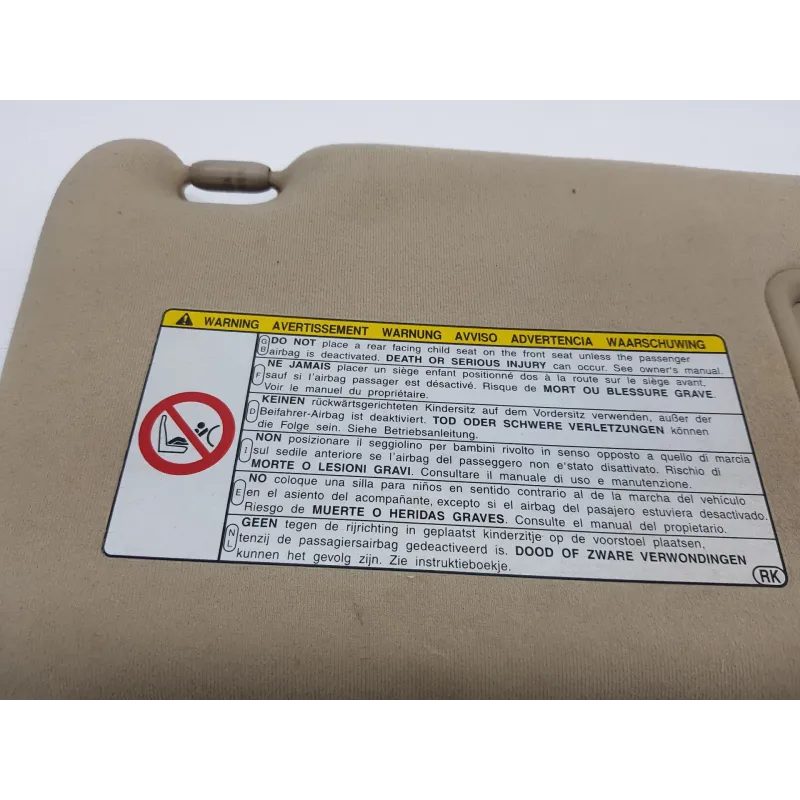 WARNING AVERTISSEMENT WARNUNG AVVISO ADVERTENCIA WAARSCHUWING
GB DO NOT place a rear facing child seat on the front seat unless the passenger
airbag is deactivated. DEATH OR SERIOUS INJURY can occur. See owner's manual.
F NE JAMAIS placer un siège enfant positionné dos à la route sur le siège avant,
sauf si l'airbag passager est désactivé. Risque de MORT OU BLESSURE GRAVE.
Voir le manuel du propriétaire.
D KEINEN rückwärtsgerichteten Kindersitz auf dem Vordersitz verwenden, außer der
Beifahrer-Airbag ist deaktiviert. TOD ODER SCHWERE VERLETZUNGEN können
die Folge sein. Siehe Betriebsanleitung.
I NON posizionare il seggiolino per bambini rivolto in senso opposto a quello di marcia
sul sedile anteriore se l'airbag del passeggero non e'stato disattivato. Rischio di
MORTE O LESIONI GRAVI. Consultare il manuale di uso e manutenzione.
E NO coloque una silla para niños en sentido contrario al de la marcha del vehículo
en el asiento del acompañante, excepto si el airbag del pasajero estuviera desactivado.
Riesgo de MUERTE O HERIDAS GRAVES. Consulte el manual del propietario.
NL GEEN tegen de rijrichting in geplaatst kinderzitje op de voorstoel plaatsen,
tenzij de passagiersairbag gedeactiveerd is. DOOD OF ZWARE VERWONDINGEN
kunnen het gevolg zijn. Zie instruktieboekje.
RK